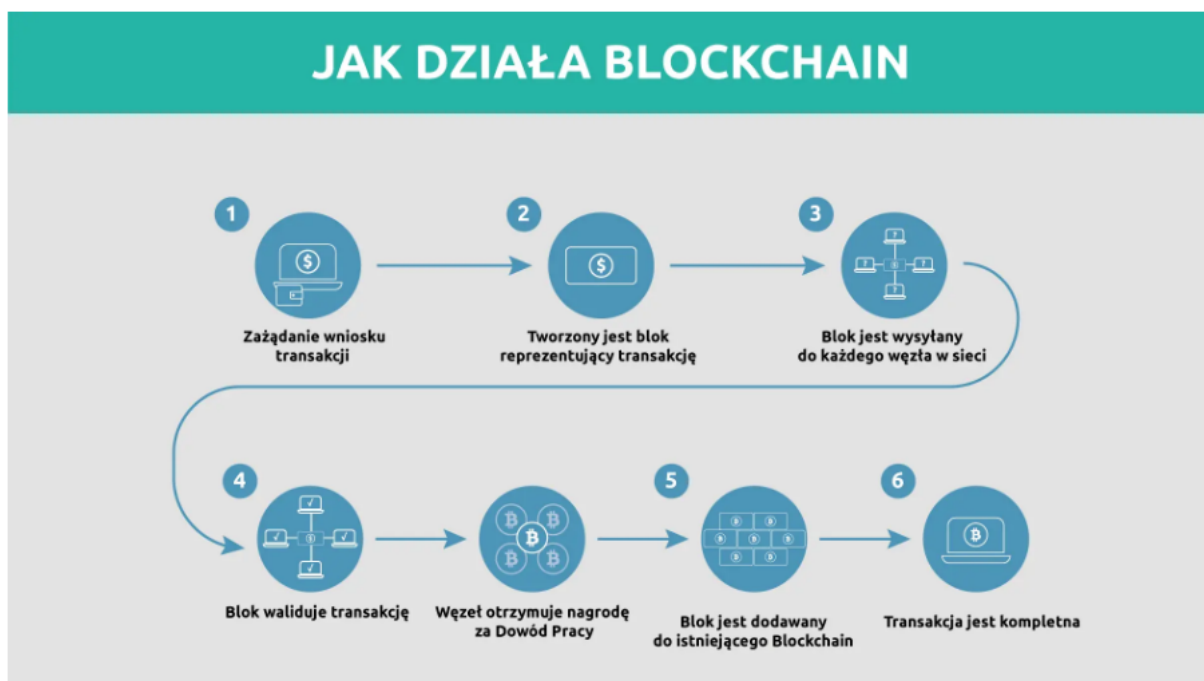 JAK DZIAŁA BLOCKCHAIN
1
2
3
Zażądanie wniosku
transakcji
Tworzony jest blok
reprezentujący transakcję
Blok jest wysyłany
do każdego węzła w sieci
4
5
6
Blok waliduje transakcję
Węzeł otrzymuje nagrodę
za Dowód Pracy
Blok jest dodawany
do istniejącego Blockchain
Transakcja jest kompletna